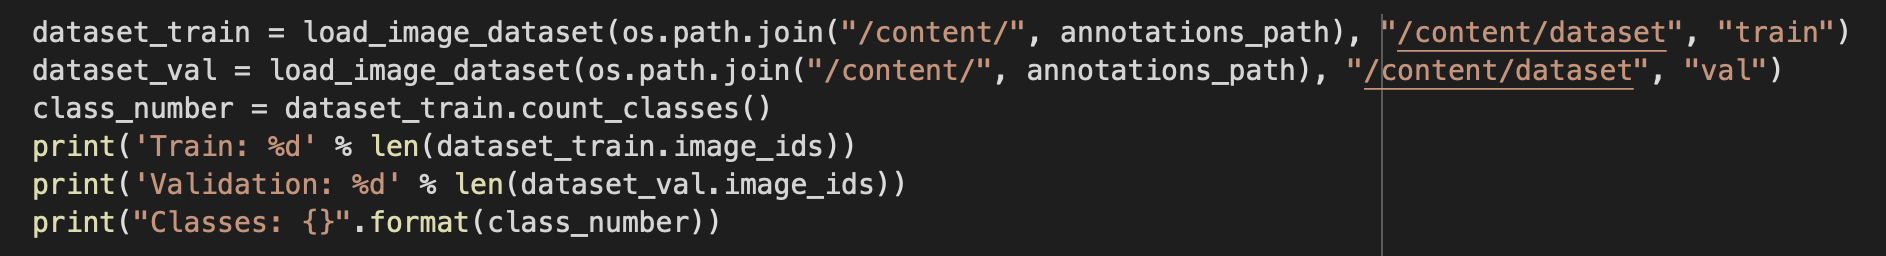 dataset_train = load_image_dataset(os.path.join("/content/", annotations_path), "/content/dataset", "train")
dataset_val = load_image_dataset(os.path.join("/content/", annotations_path), "/content/dataset", "val")
class_number = dataset_train.count_classes()
print('Train: %d' % len(dataset_train.image_ids))
print('Validation: %d' % len(dataset_val.image_ids))
print("Classes: {}".format(class_number))